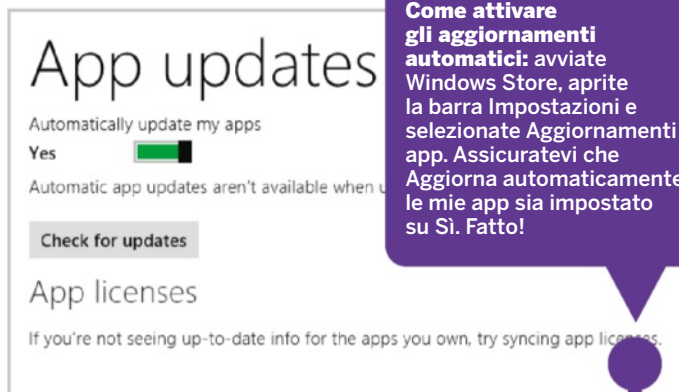 App updates
Automatically update my apps
Yes
Automatic app updates aren't available when
Check for updates
App licenses
If you're not seeing up-to-date info for the apps you own, try syncing app licenses.
Come attivare
gli aggiornamenti
automatici: avviate
Windows Store, aprite
la barra Impostazioni e
selezionate Aggiornamenti
app. Assicuratevi che
Aggiorna automaticamente
le mie app sia impostato
su Sì. Fatto!